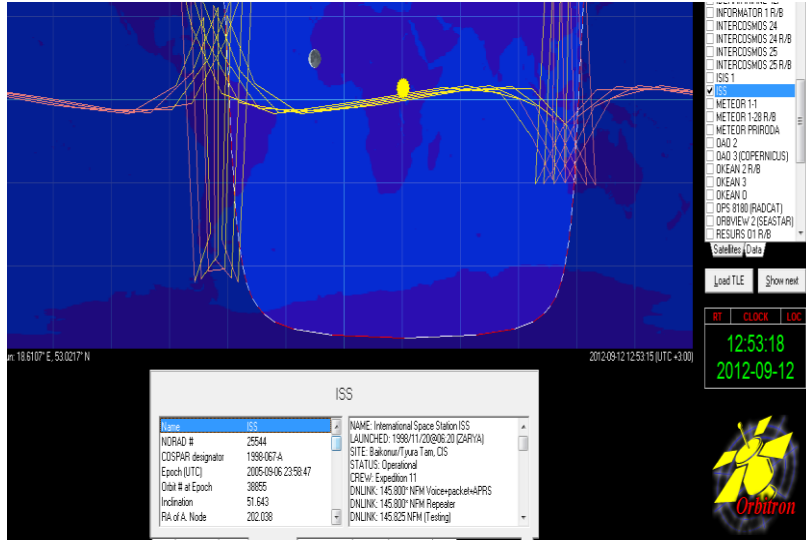 INFORMATOR 1 R/B
INTERCOSMOS 24
INTERCOSMOS 24 R/B
INTERCOSMOS 25
INTERCOSMOS 25 R/B
ISIS 1
ISS
METEOR 1-1
METEOR 1-28 R/B
METEOR PRIRODA
OAO 2
OAO 3 (COPERNICUS)
OKEAN 2 R/B
OKEAN 3
OKEAN O
OPS 8180 (RADCAT)
ORBVIEW 2 (SEASTAR)
RESURS 01 R/B
Satellites Data
Load TLE Show next
RT CLOCK LOC
12:53:18
2012-09-12
un: 18.6107° E, 53.0217° N
2012-09-12 12:53:15 (UTC +3:00)
ISS
Name ISS
NORAD # 25544
COSPAR designator 1998-067-A
Epoch (UTC) 2005-09-06 23:58:47
Orbit # at Epoch 38855
Inclination 51.643
RA of A. Node 202.038
NAME: International Space Station ISS
LAUNCHED: 1998/11/20@06.20 (ZARYA)
SITE: Baikonur/Tyura Tam, CIS
STATUS: Operational
CREW: Expedition 11
DNLINK: 145.800° NFM Voice+packet+APRS
DNLINK: 145.800° NFM Repeater
DNLINK: 145.825 NFM (Testing)
Orbitron